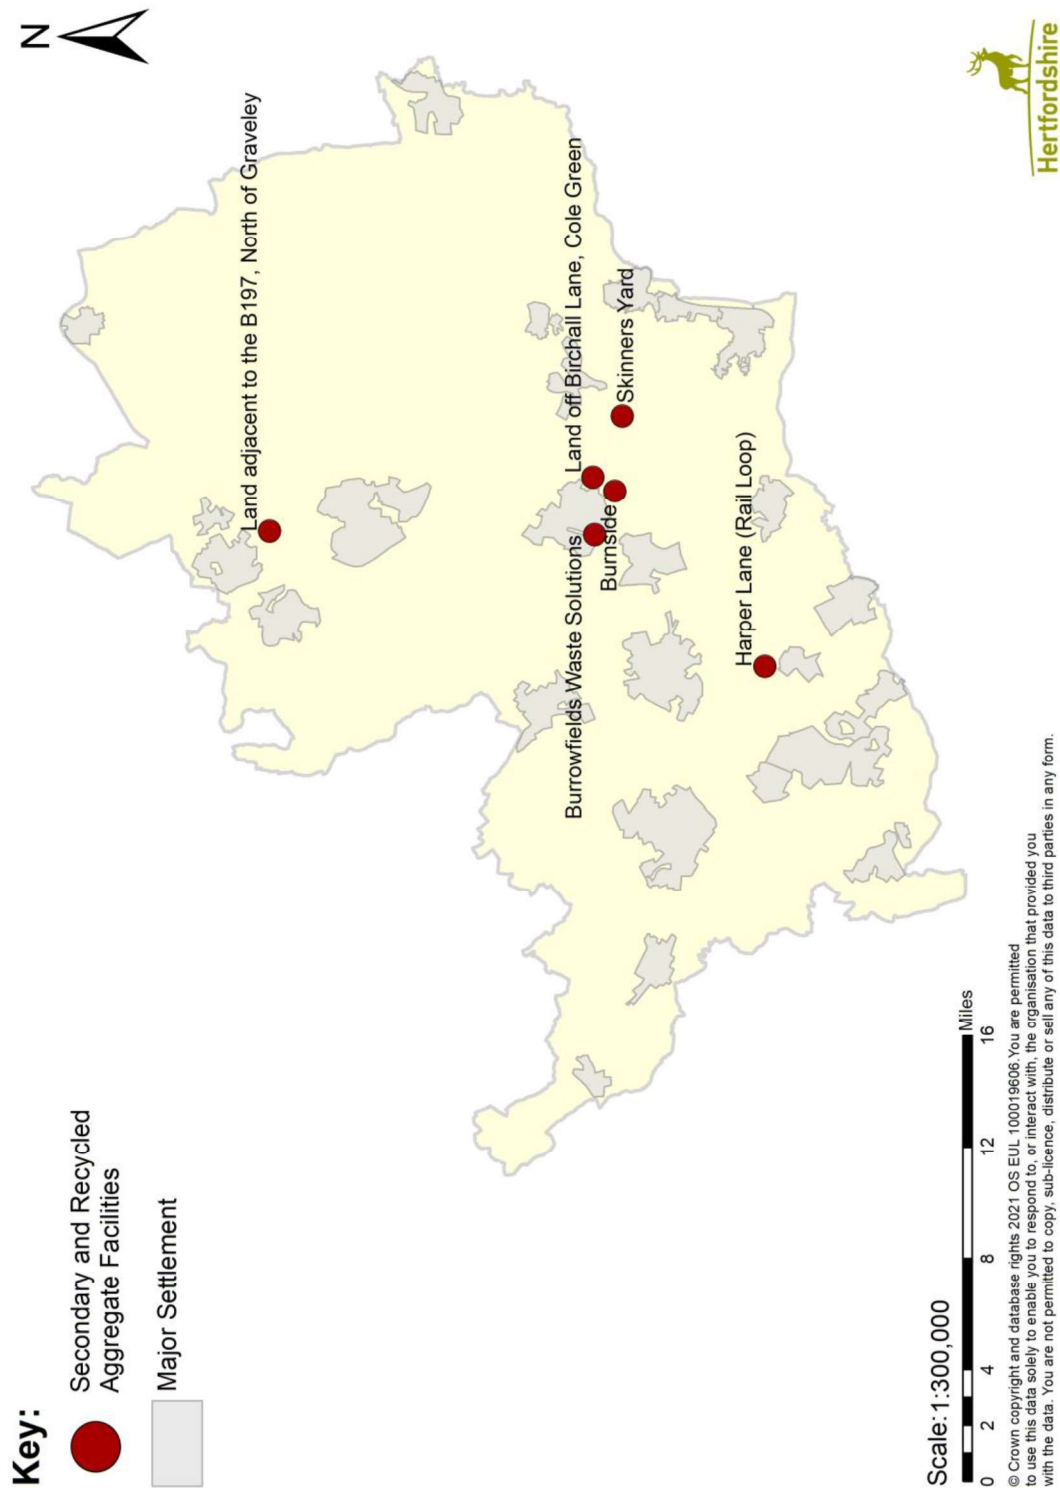 Key:
Secondary and Recycled
Aggregate Facilities
Major Settlement
N
Land adjacent to the B197, North of Graveley
Land off Birchall Lane, Cole Green
Burrowfields Waste Solutions
Burnside
Skinners Yard
Harper Lane (Rail Loop)
Scale:1:300,000
0 2 4 8 12 16
Miles
© Crown copyright and database rights 2021 OS EUL 100019606.You are permitted
to use this data solely to enable you to respond to, or interact with, the organisation that provided you
with the data. You are not permitted to copy, sub-licence, distribute or sell any of this data to third parties in any form.
Hertfordshire